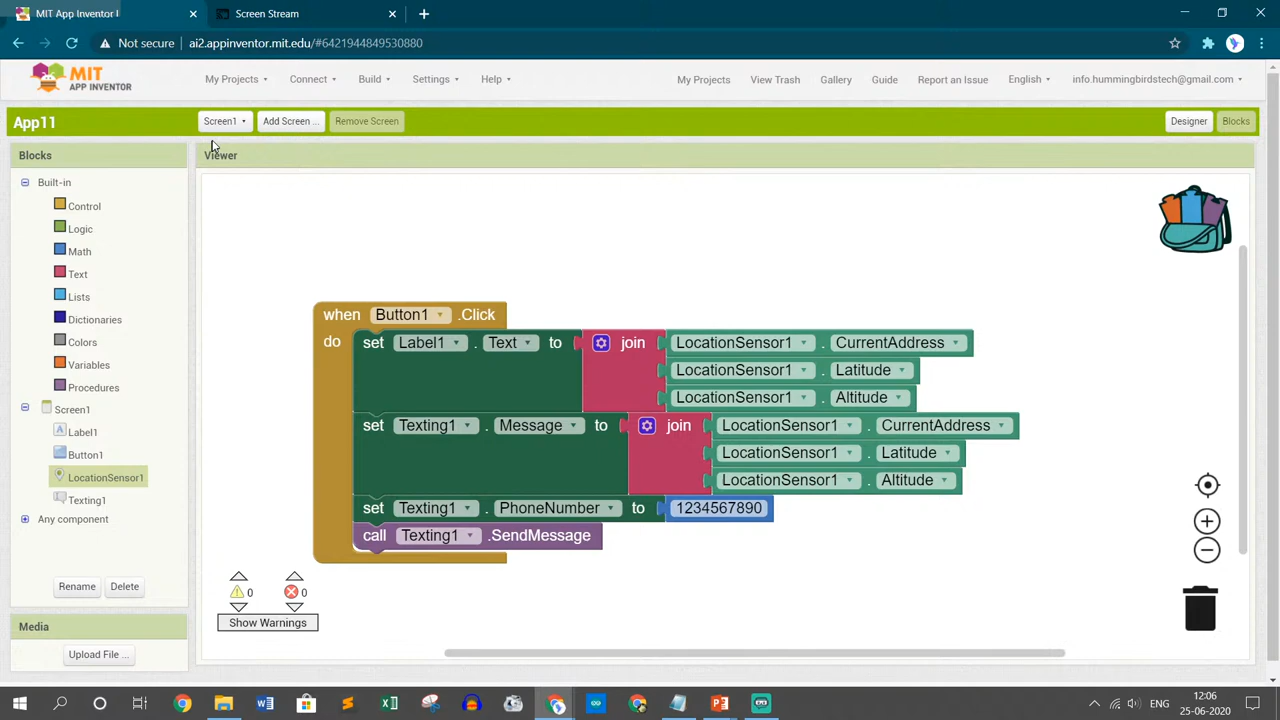 MIT App Inventor
Screen Stream
Not secure
ai2.appinventor.mit.edu/#6421944849530880
MIT
APP INVENTOR
My Projects
Connect
Build
Settings
Help
My Projects
View Trash
Gallery
Guide
Report an Issue
English
info.hummingbirdstech@gmail.com
App11
Screen1
Add Screen ...
Remove Screen
Designer
Blocks
Blocks
Viewer
Built-in
Control
Logic
Math
Text
Lists
Dictionaries
Colors
Variables
Procedures
Screen1
Label1
Button1
LocationSensor1
Texting1
Any component
Rename
Delete
Media
Upload File ...
when Button1 .Click
do set Label1 . Text to join LocationSensor1 . CurrentAddress
LocationSensor1 . Latitude
LocationSensor1 . Altitude
set Texting1 . Message to join LocationSensor1 . CurrentAddress
LocationSensor1 . Latitude
LocationSensor1 . Altitude
set Texting1 . PhoneNumber to 1234567890
call Texting1 .SendMessage
0 0
Show Warnings
ENG
12:06
25-06-2020